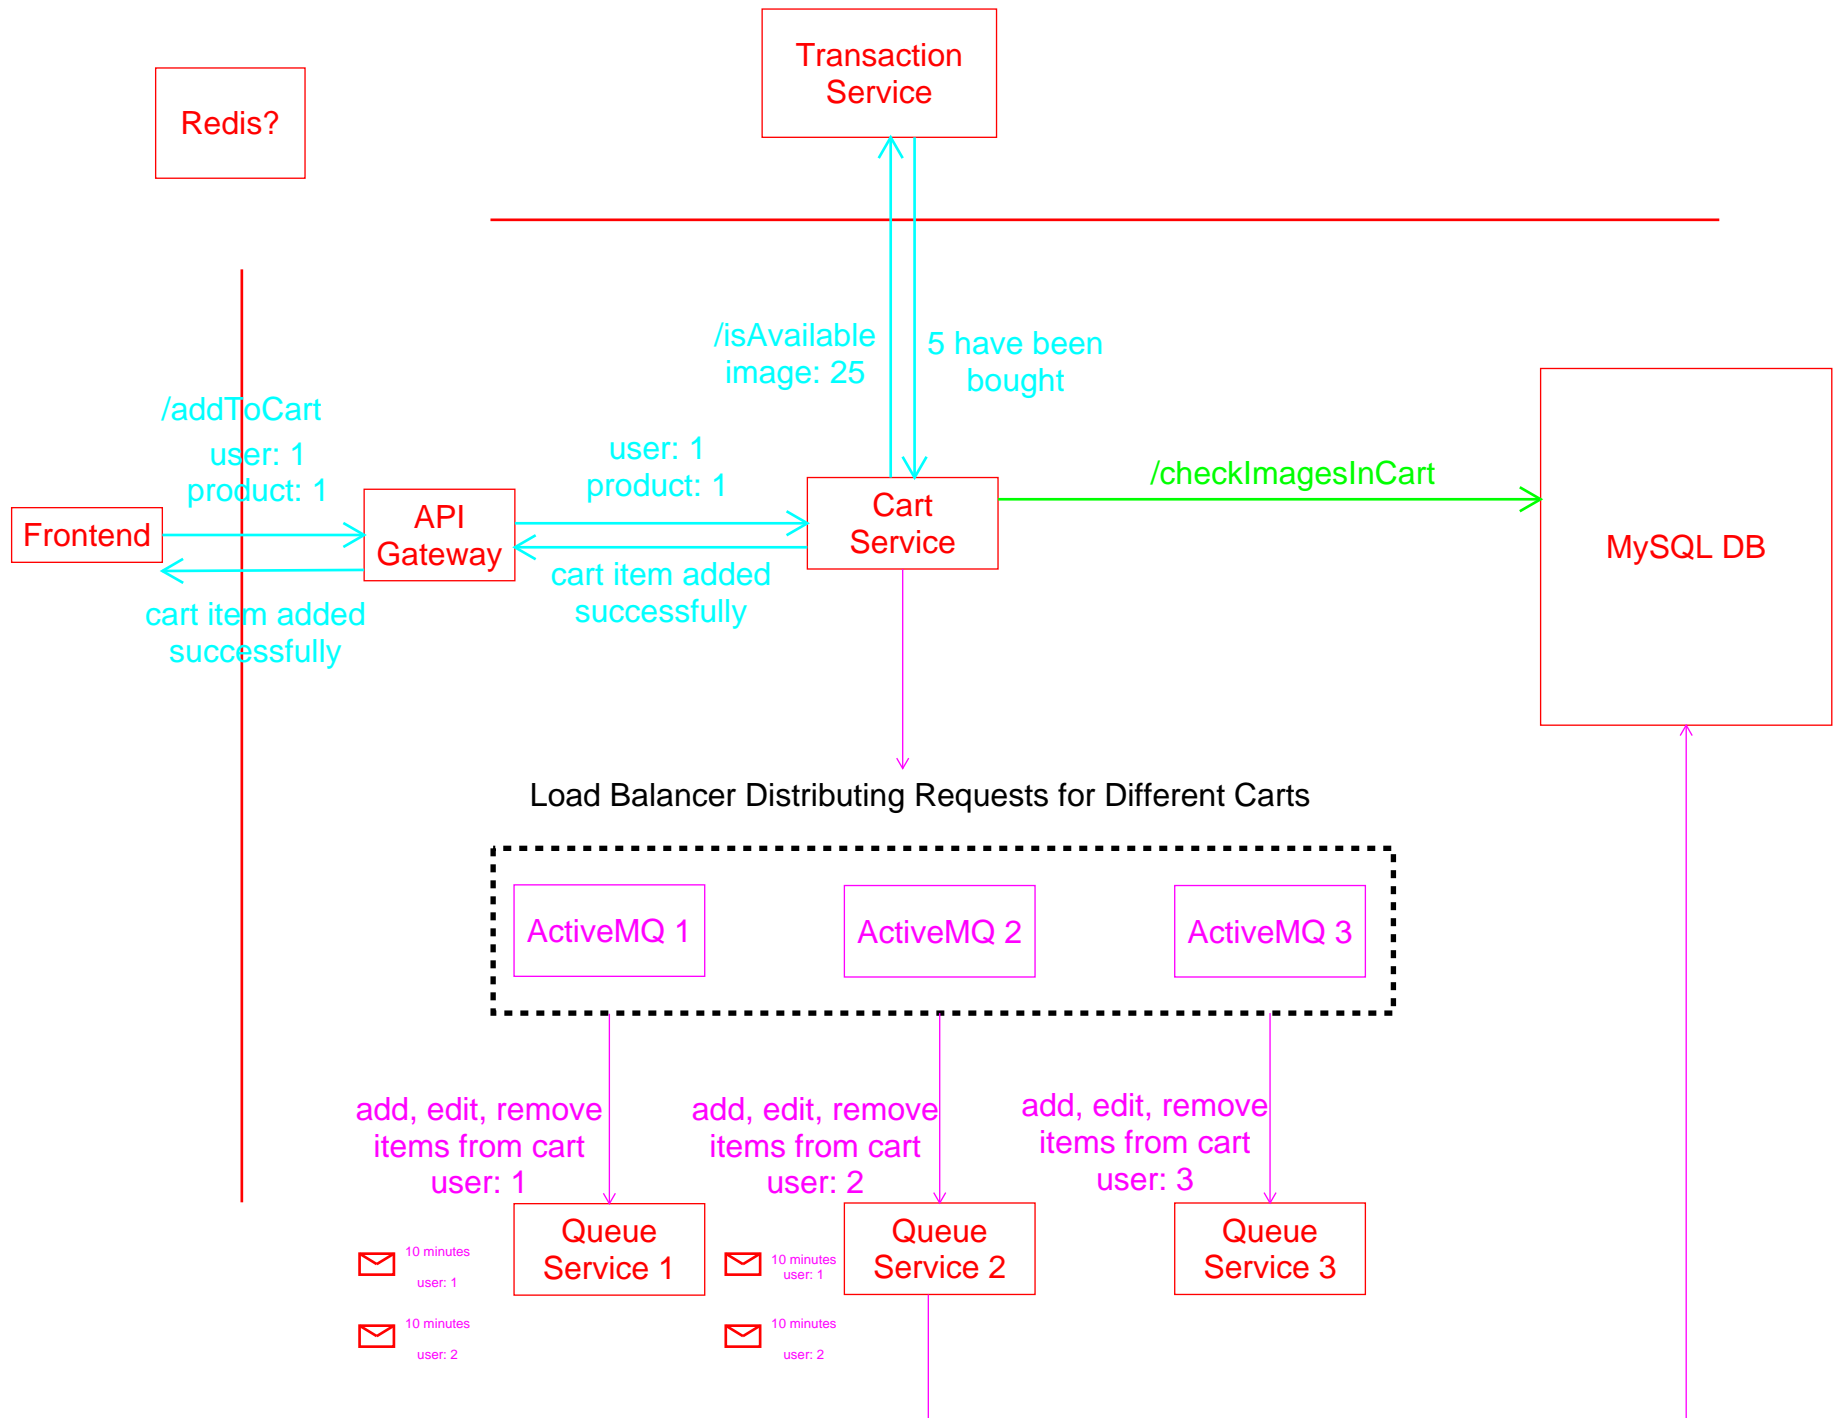 Transaction
Service
Redis?
/isAvailable
image: 25
5 have been
bought
/addToCart
user: 1
product: 1
user: 1
product: 1
/checkImagesInCart
Frontend
API
Gateway
Cart
Service
MySQL DB
cart item added
successfully
cart item added
successfully
Load Balancer Distributing Requests for Different Carts
ActiveMQ 1
ActiveMQ 2
ActiveMQ 3
add, edit, remove
items from cart
user: 1
add, edit, remove
items from cart
user: 2
add, edit, remove
items from cart
user: 3
Queue
Service 1
Queue
Service 2
Queue
Service 3
10 minutes
user: 1
10 minutes
user: 2
10 minutes
user: 1
10 minutes
user: 2